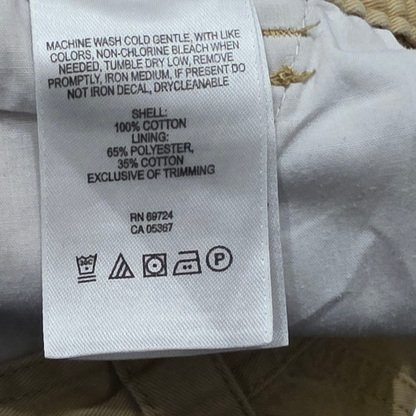 MACHINE WASH COLD GENTLE, WITH LIKE
COLORS, NON-CHLORINE BLEACH WHEN
NEEDED, TUMBLE DRY LOW, REMOVE
PROMPTLY, IRON MEDIUM, IF PRESENT DO
NOT IRON DECAL, DRYCLEANABLE
SHELL:
100% COTTON
LINING:
65% POLYESTER,
35% COTTON
EXCLUSIVE OF TRIMMING
RN 69724
CA 05367
P